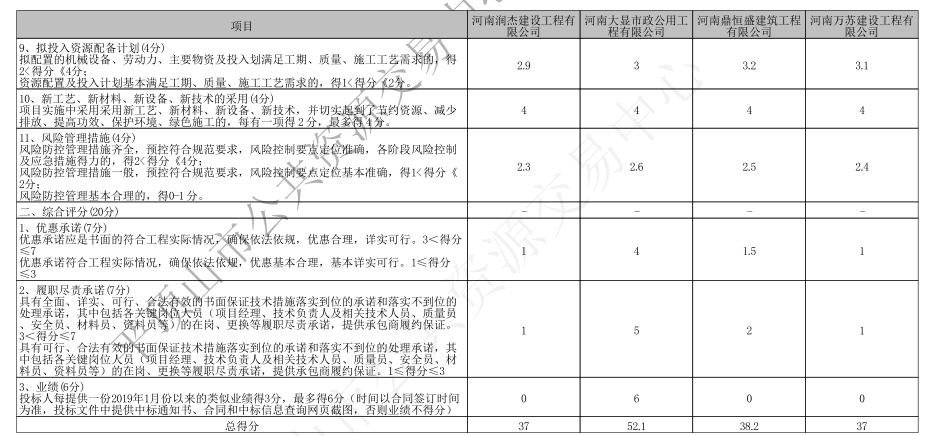 项目
河南润杰建设工程有
限公司
河南大显市政公用工
程有限公司
河南鼎恒盛建筑工程
有限公司
河南万苏建设工程有
限公司
9、拟投入资源配备计划(4分)
拟配置的机械设备、劳动力、主要物资及投入划满足工期、质量、施工工艺需求的，得
2<得分《4分；
资源配置及投入计划基本满足工期、质量、施工工艺需求的，得1<得分《2分。
2.9
3
3.2
3.1
10、新工艺、新材料、新设备、新技术的采用(4分)
项目实施中采用采用新工艺、新材料、新设备、新技术，并切实起到了节约资源、减少
排放、提高功效、保护环境、绿色施工的，每有一项得 2 分，最多得 4 分。
4
4
4
4
11、风险管理措施(4分)
风险防控管理措施齐全，预控符合规范要求，风险控制要点定位准确，各阶段风险控制
及应急措施得力的，得2<得分《4分；
风险防控管理措施一般，预控符合规范要求，风险控制要点定位基本准确，得1<得分《
2分；
风险防控管理基本合理的，得0-1 分。
2.3
2.6
2.5
2.4
二、综合评分(20分)
–
–
–
–
1、优惠承诺(7分)
优惠承诺应是书面的符合工程实际情况，确保依法依规，优惠合理，详实可行。3<得分
≤7
优惠承诺符合工程实际情况，确保依法依规，优惠基本合理，基本详实可行。1≤得分
≤3
1
4
1.5
1
2、履职尽责承诺(7分)
具有全面、详实、可行、合法有效的书面保证技术措施落实到位的承诺和落实不到位的
处理承诺，其中包括各关键岗位人员（项目经理、技术负责人及相关技术人员、质量员
、安全员、材料员、资料员等）的在岗、更换等履职尽责承诺，提供承包商履约保证。
3<得分≤7
具有可行、合法有效的书面保证技术措施落实到位的承诺和落实不到位的处理承诺，其
中包括各关键岗位人员（项目经理、技术负责人及相关技术人员、质量员、安全员、材
料员、资料员等）的在岗、更换等履职尽责承诺，提供承包商履约保证。1≤得分≤3
1
5
2
1
3、业绩(6分)
投标人每提供一份2019年1月份以来的类似业绩得3分，最多得6分（时间以合同签订时间
为准，投标文件中提供中标通知书、合同和中标信息查询网页截图，否则业绩不得分）
0
6
0
0
总得分
37
52.1
38.2
37
平顶山市公共资源交易中心